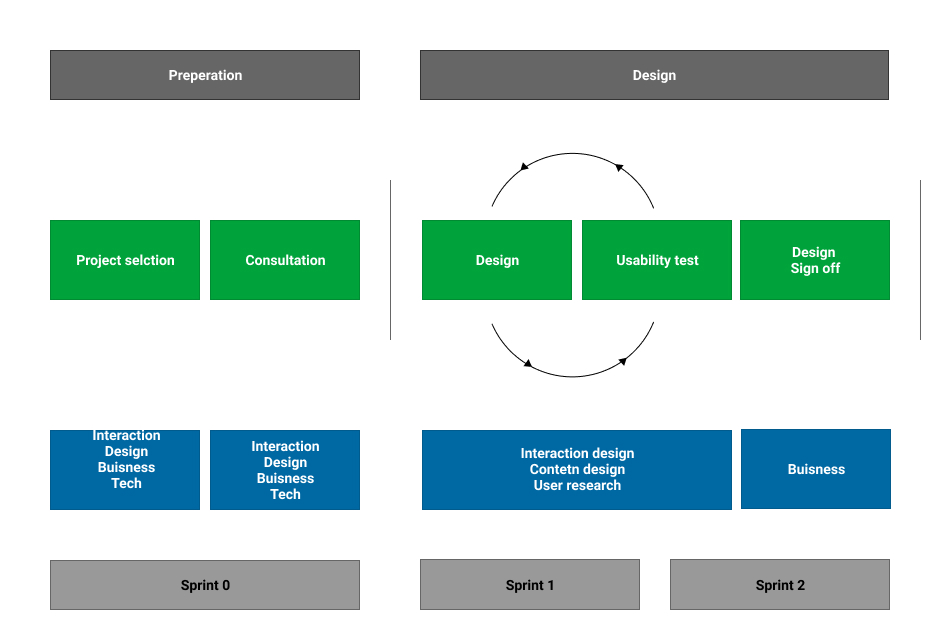 Preperation
Design
Project selction
Consultation
Design
Usability test
Design
Sign off
Interaction
Design
Buisness
Tech
Interaction
Design
Buisness
Tech
Interaction design
Contetn design
User research
Buisness
Sprint 0
Sprint 1
Sprint 2